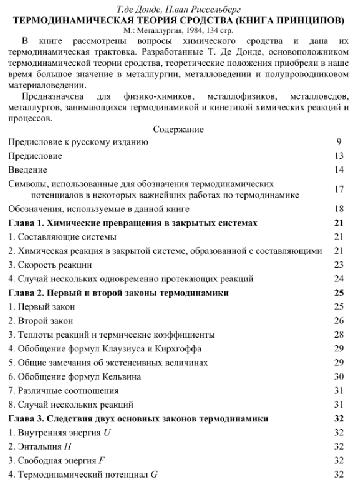 Т.де Донде, П.ван Риссельберг
ТЕРМОДИНАМИЧЕСКАЯ ТЕОРИЯ СРОДСТВА (КНИГА ПРИНЦИПОВ)
М.: Металлургия, 1984, 134 стр.
В книге рассмотрены вопросы химического сродства и дана их
термодинамическая трактовка. Разработанные Т. Де Донде, основоположником
термодинамической теории сродства, теоретические положения приобрели в наше
время большое значение в металлургии, металловедении и полупроводниковом
материаловедении.
Предназначена для физико-химиков, металлофизиков, металловедов,
металлургов, занимающихся термодинамикой и кинетикой химических реакций и
процессов.
Содержание
Предисловие к русскому изданию 9
Предисловие 13
Введение 14
Символы, использованные для обозначения термодинамических
потенциалов в некоторых важнейших работах по термодинамике 17
Обозначения, используемые в данной книге 18
Глава 1. Химические превращения в закрытых системах 21
1. Составляющие системы 21
2. Химическая реакция в закрытой системе, образованной с составляющими 21
3. Скорость реакции 23
4. Случай нескольких одновременно протекающих реакций 24
Глава 2. Первый и второй законы термодинамики 25
1. Первый закон 25
2. Второй закон 26
3. Теплоты реакций и термические коэффициенты 28
4. Обобщение формул Клаузиуса и Кирхгоффа 29
5. Общие замечания об экстенсивных величинах 29
6. Обобщение формул Кельвина 30
7. Различные соотношения 31
8. Случай нескольких реакций 31
Глава 3. Следствия двух основных законов термодинамики 32
1. Внутренняя энергия U 32
2. Энтальпия H 32
3. Свободная энергия F 32
4. Термодинамический потенциал G 32